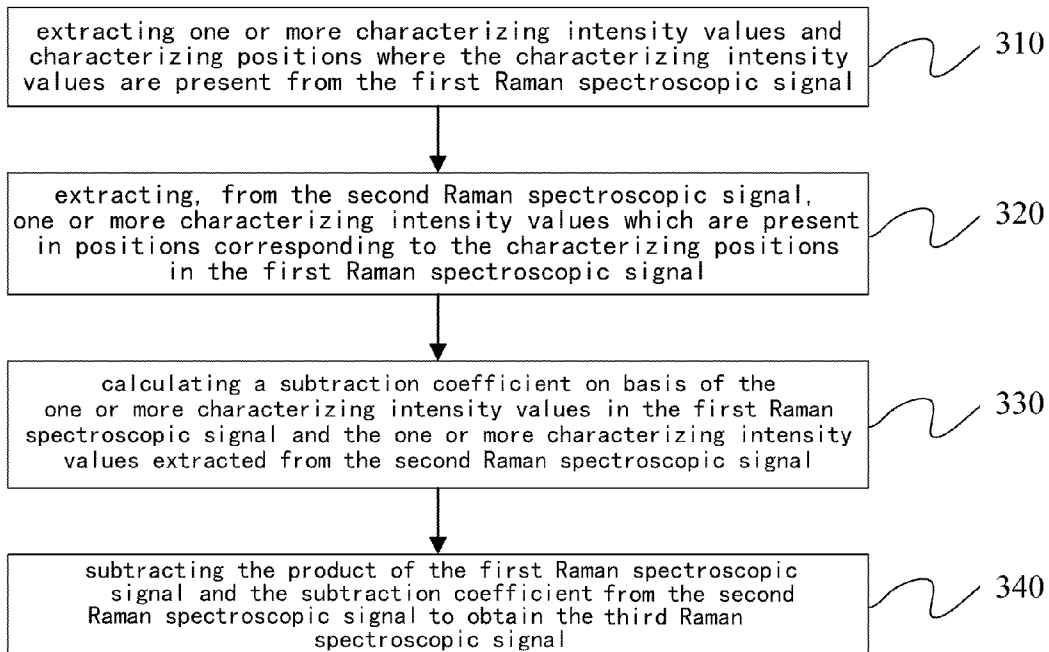 extracting one or more characterizing intensity values and
characterizing positions where the characterizing intensity
values are present from the first Raman spectroscopic signal
310
extracting, from the second Raman spectroscopic signal,
one or more characterizing intensity values which are present
in positions corresponding to the characterizing positions
in the first Raman spectroscopic signal
320
calculating a subtraction coefficient on basis of the
one or more characterizing intensity values in the first Raman
spectroscopic signal and the one or more characterizing intensity
values extracted from the second Raman spectroscopic signal
330
subtracting the product of the first Raman spectroscopic
signal and the subtraction coefficient from the second
Raman spectroscopic signal to obtain the third Raman
spectroscopic signal
340